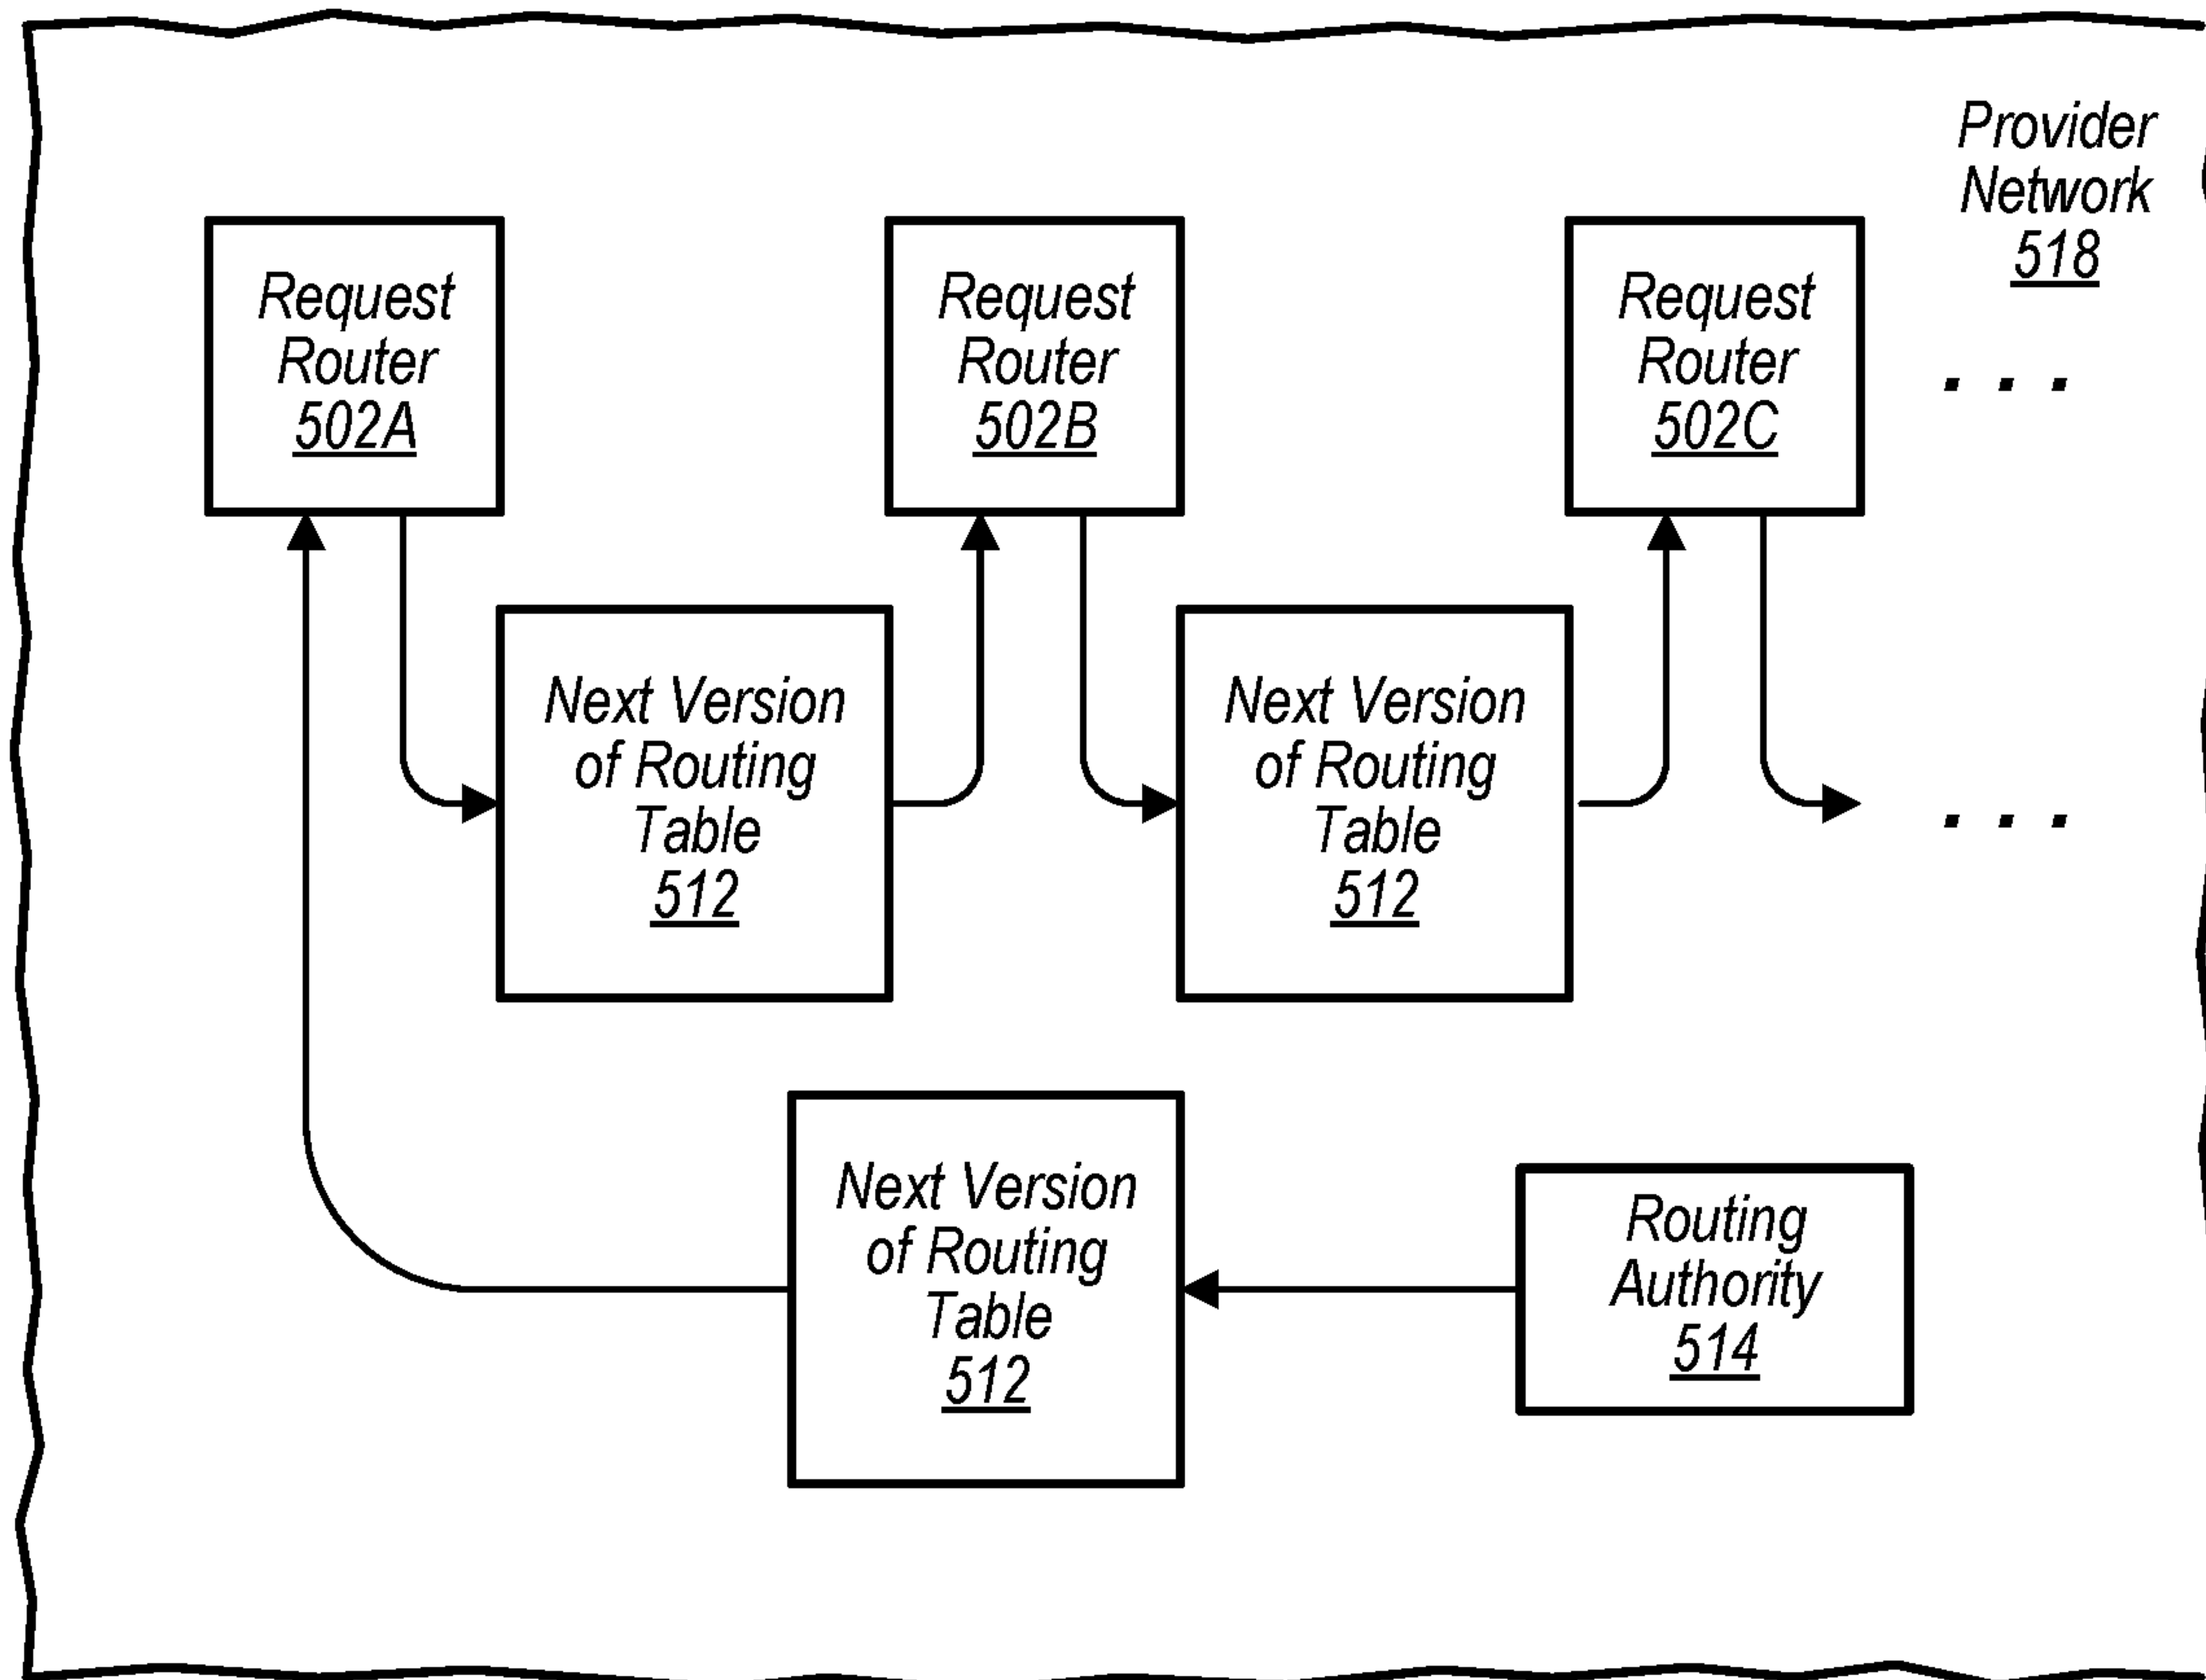 Provider
Network
518
Request
Router
502A
Request
Router
502B
Request
Router
502C
. . .
Next Version
of Routing
Table
512
Next Version
of Routing
Table
512
. . .
Next Version
of Routing
Table
512
Routing
Authority
514